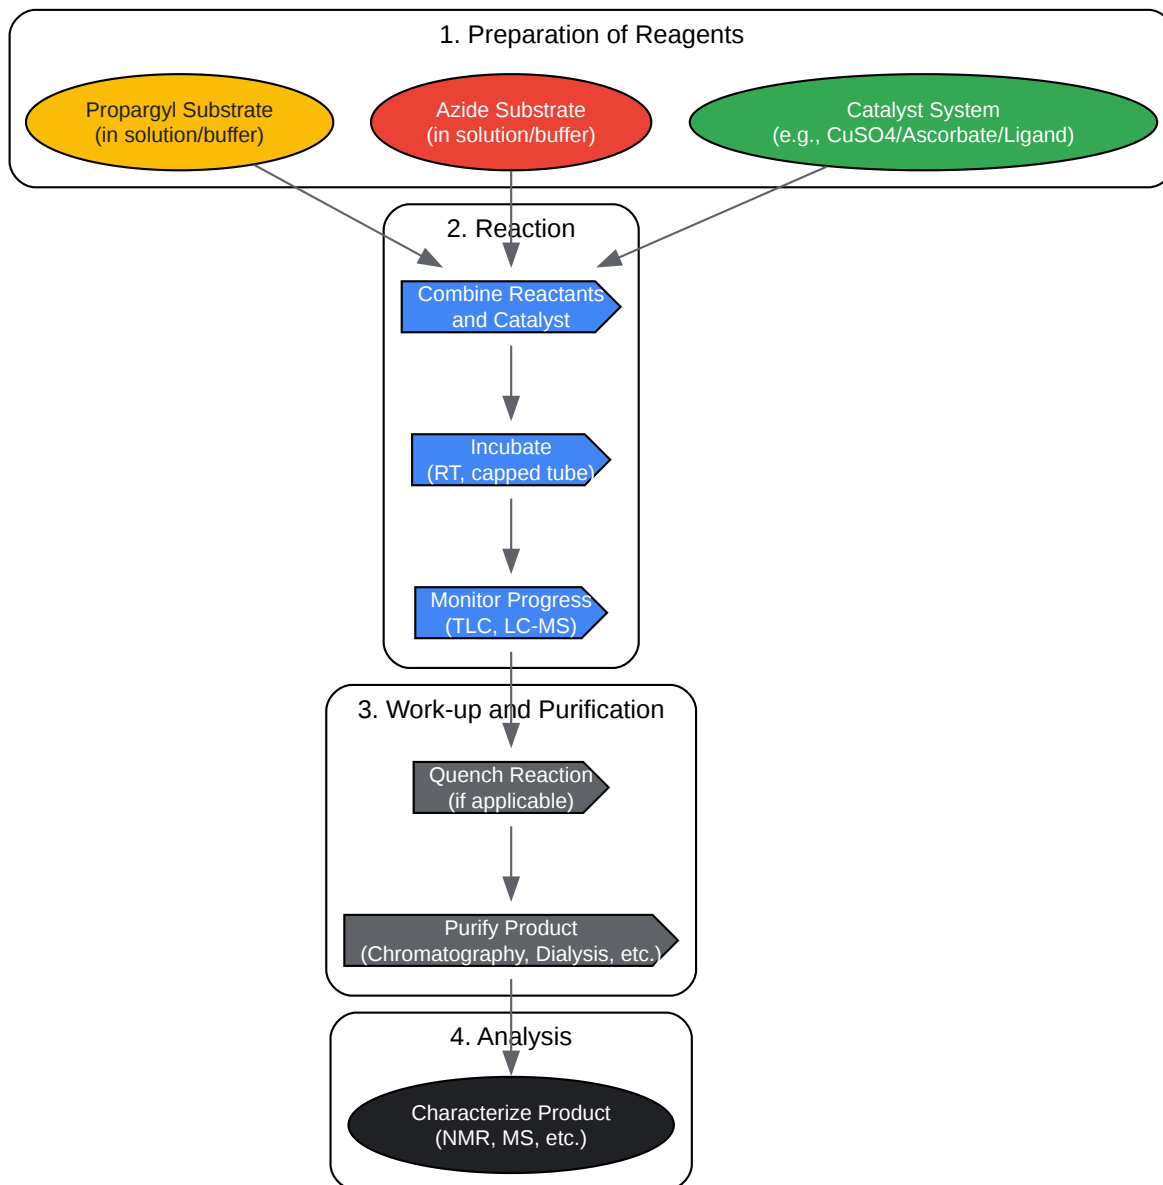 1. Preparation of Reagents
Propargyl Substrate
(in solution/buffer)
Azide Substrate
(in solution/buffer)
Catalyst System
(e.g., CuSO4/Ascorbate/Ligand)
2. Reaction
Combine Reactants
and Catalyst
Incubate
(RT, capped tube)
Monitor Progress
(TLC, LC-MS)
3. Work-up and Purification
Quench Reaction
(if applicable)
Purify Product
(Chromatography, Dialysis, etc.)
4. Analysis
Characterize Product
(NMR, MS, etc.)